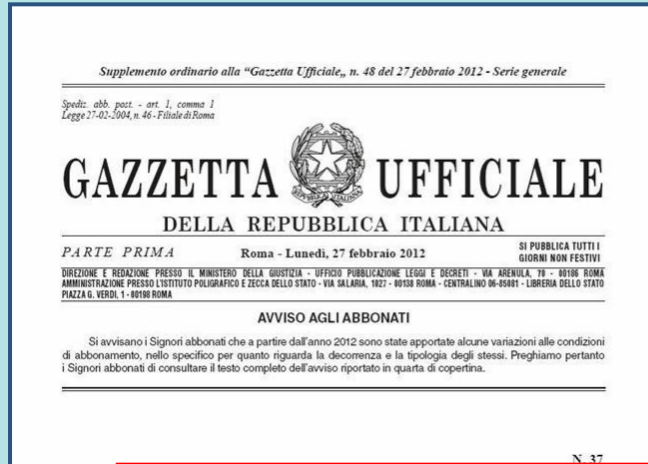 Supplemento ordinario alla “Gazzetta Ufficiale„ n. 48 del 27 febbraio 2012 - Serie generale
Spediz. abb. post. - art. 1, comma 1
Legge 27-02-2004, n. 46 - Filiale di Roma
GAZZETTA UFFICIALE
DELLA REPUBBLICA ITALIANA
PARTE PRIMA
Roma - Lunedì, 27 febbraio 2012
SI PUBBLICA TUTTI I
GIORNI NON FESTIVI
DIREZIONE E REDAZIONE PRESSO IL MINISTERO DELLA GIUSTIZIA - UFFICIO PUBBLICAZIONE LEGGI E DECRETI - VIA ARENULA, 70 - 00186 ROMA
AMMINISTRAZIONE PRESSO L'ISTITUTO POLIGRAFICO E ZECCA DELLO STATO - VIA SALARIA, 1027 - 00138 ROMA - CENTRALINO 06-85081 - LIBRERIA DELLO STATO
PIAZZA G. VERDI, 1 - 00198 ROMA
AVVISO AGLI ABBONATI
Si avvisano i Signori abbonati che a partire dall'anno 2012 sono state apportate alcune variazioni alle condizioni
di abbonamento, nello specifico per quanto riguarda la decorrenza e la tipologia degli stessi. Preghiamo pertanto
i Signori abbonati di consultare il testo completo dell'avviso riportato in quarta di copertina.
N. 37